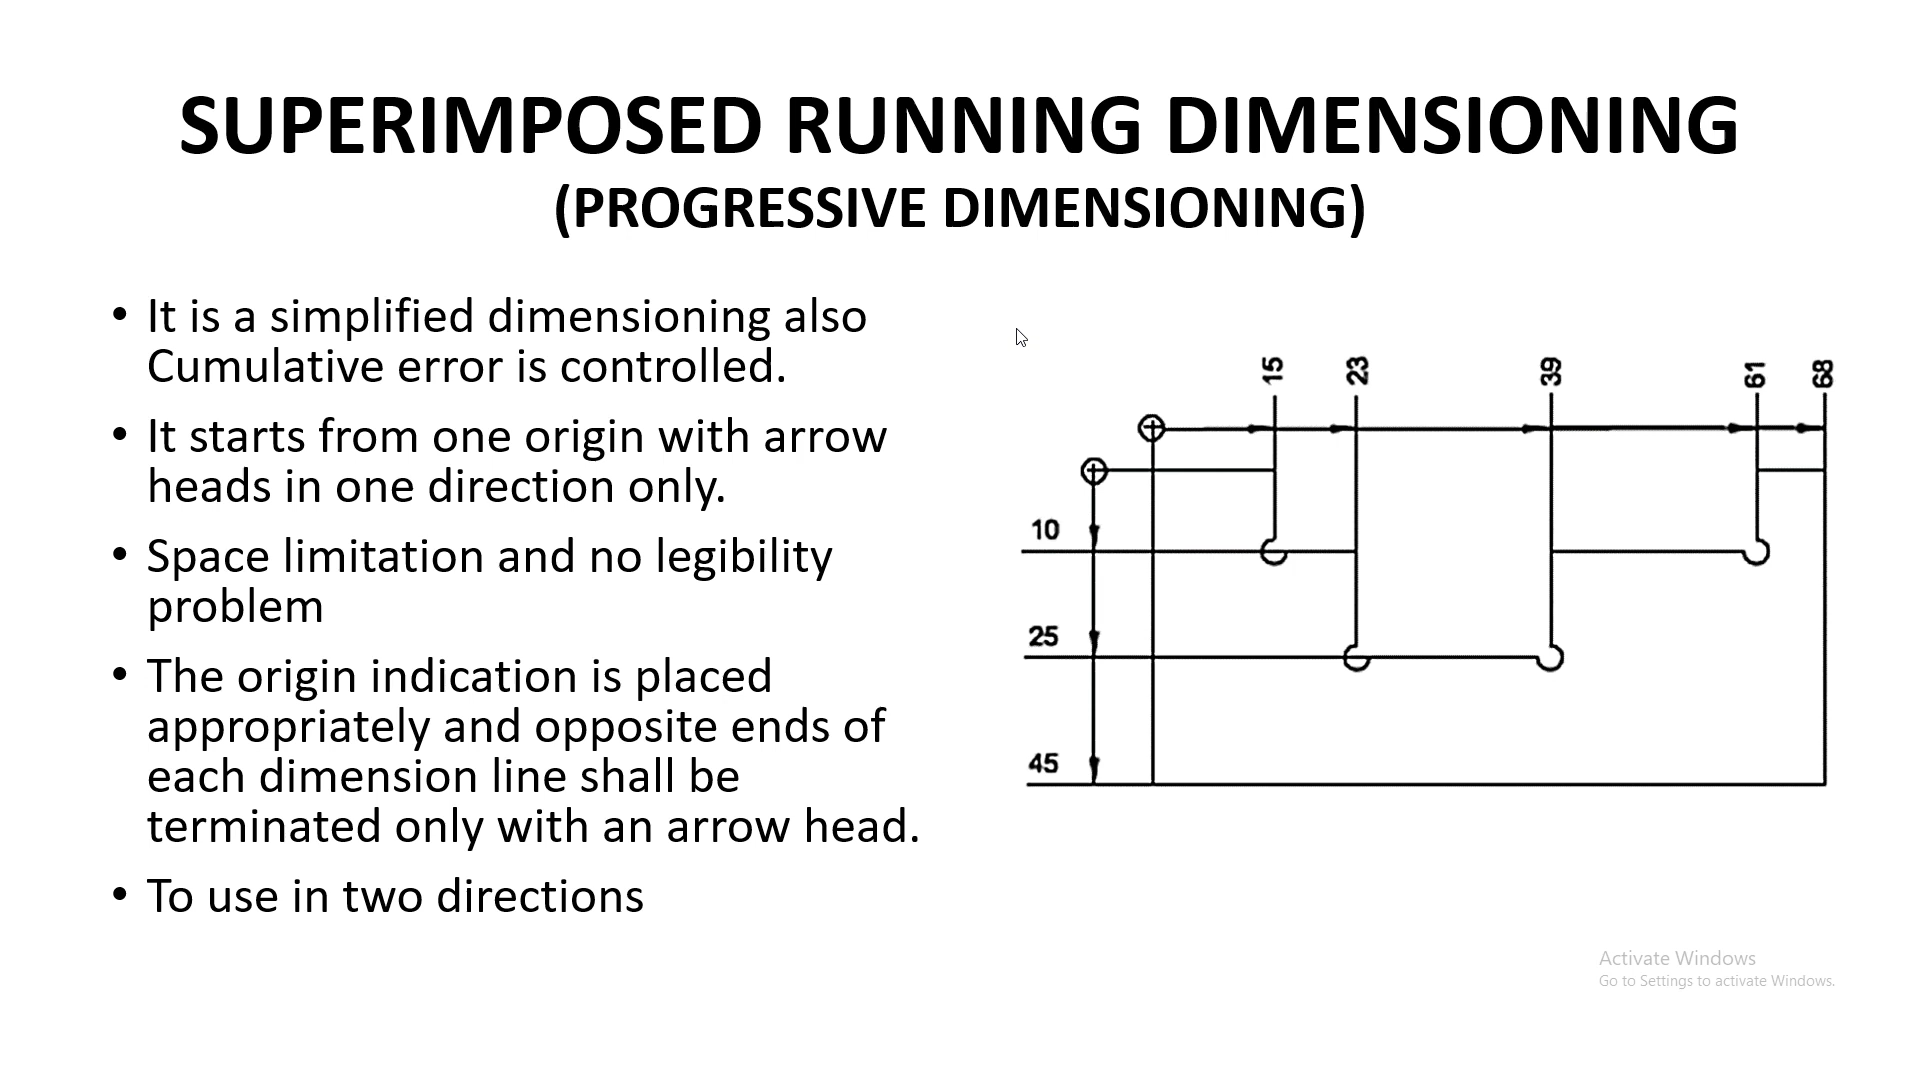 SUPERIMPOSED RUNNING DIMENSIONING
(PROGRESSIVE DIMENSIONING)
• It is a simplified dimensioning also
Cumulative error is controlled.
• It starts from one origin with arrow
heads in one direction only.
• Space limitation and no legibility
problem
• The origin indication is placed
appropriately and opposite ends of
each dimension line shall be
terminated only with an arrow head.
• To use in two directions
15 23 39 61 68
10
25
45
Activate Windows
Go to Settings to activate Windows.